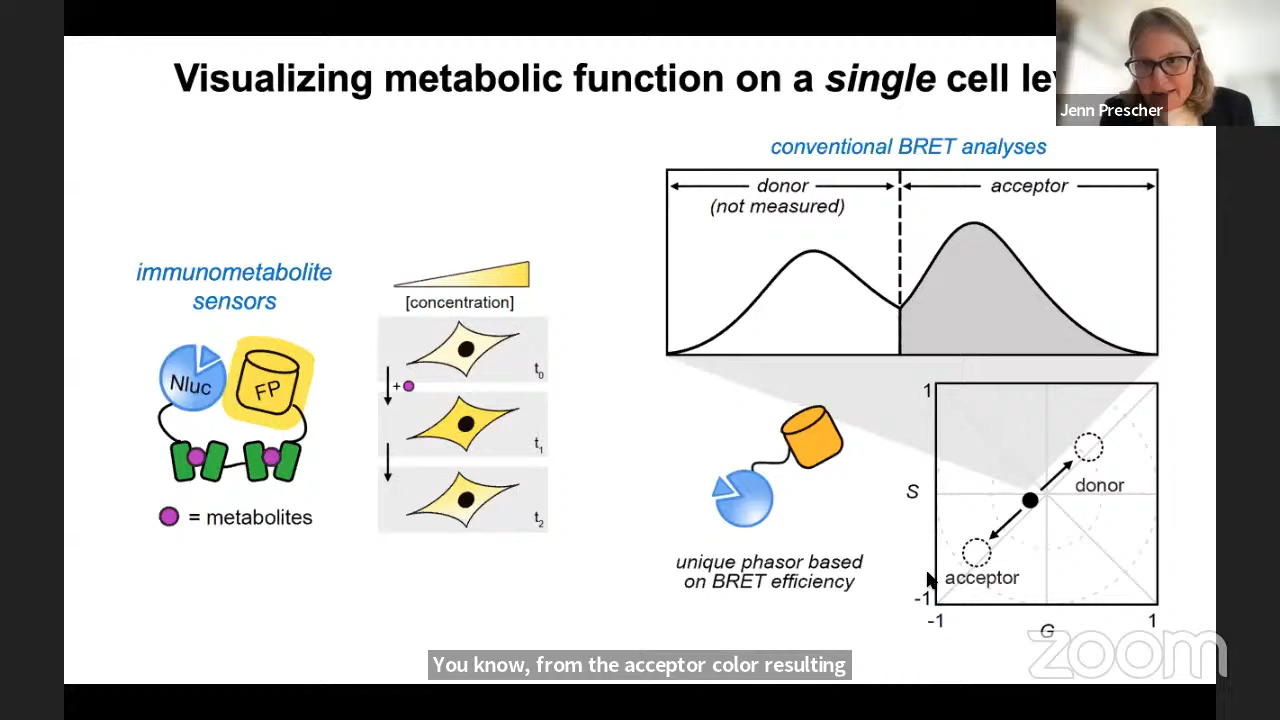 Visualizing metabolic function on a single cell
Jenn Prescher
conventional BRET analyses
donor
(not measured)
acceptor
immunometabolite
sensors
[concentration]
Nluc
FP
t0
+
t1
t2
= metabolites
unique phasor based
on BRET efficiency
1
S
donor
acceptor
-1
-1
G
1
zoom
You know, from the acceptor color resulting